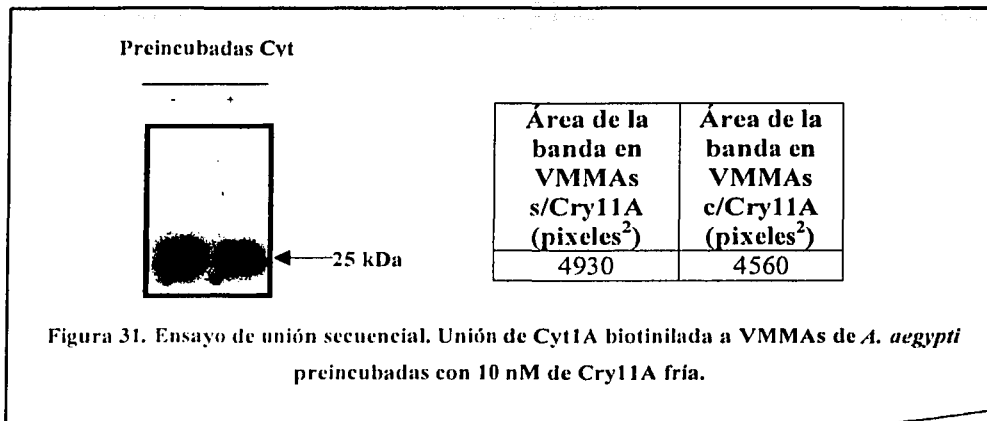 Preincubadas Cyt
- +
25 kDa
Área de la banda en VMMAs s/Cry11A (pixeles²)
Área de la banda en VMMAs c/Cry11A (pixeles²)
4930 4560
Figura 31. Ensayo de unión secuencial. Unión de Cyt1A biotinilada a VMMAs de A. aegypti
preincubadas con 10 nM de Cry11A fría.